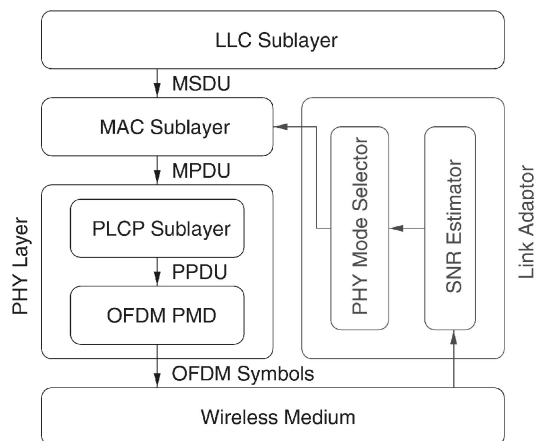 LLC Sublayer
MSDU
MAC Sublayer
MPDU
PHY Layer
PLCP Sublayer
PPDU
OFDM PMD
OFDM Symbols
Wireless Medium
PHY Mode Selector
SNR Estimator
Link Adaptor